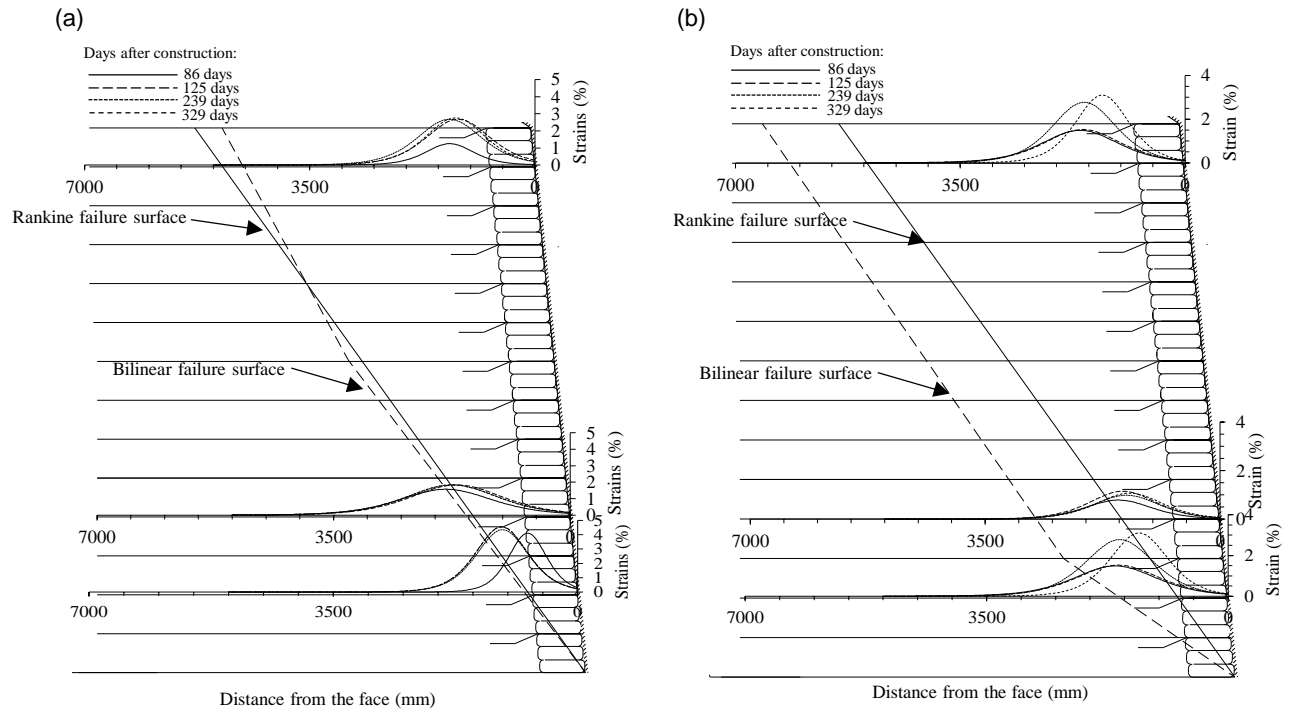 (a)
Days after construction:
86 days
125 days
239 days
329 days
5
4
3
2
1
0
Strains (%)
7000
3500
0
Rankine failure surface
Bilinear failure surface
5
4
3
2
1
0
Strains (%)
7000
3500
0
5
4
3
2
1
0
Strains (%)
7000
3500
0
Distance from the face (mm)
(b)
Days after construction:
86 days
125 days
239 days
329 days
4
2
0
Strain (%)
7000
3500
0
Rankine failure surface
Bilinear failure surface
4
2
0
Strain (%)
7000
3500
0
4
2
0
Strain (%)
7000
3500
0
Distance from the face (mm)